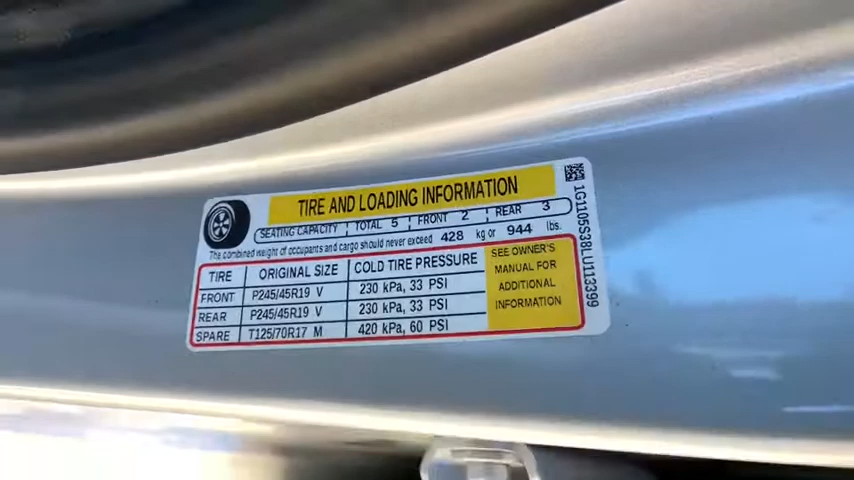 TIRE AND LOADING INFORMATION
SEATING CAPACITY TOTAL 5 FRONT 2 REAR 3
The combined weight of occupants and cargo should never exceed 428 kg or 944 lbs.
TIRE ORIGINAL SIZE COLD TIRE PRESSURE
FRONT P245/45R19 V 230 kPa, 33 PSI
REAR P245/45R19 V 230 kPa, 33 PSI
SPARE T125/70R17 M 420 kPa, 60 PSI
SEE OWNER'S
MANUAL FOR
ADDITIONAL
INFORMATION
1G1105S38LU113399